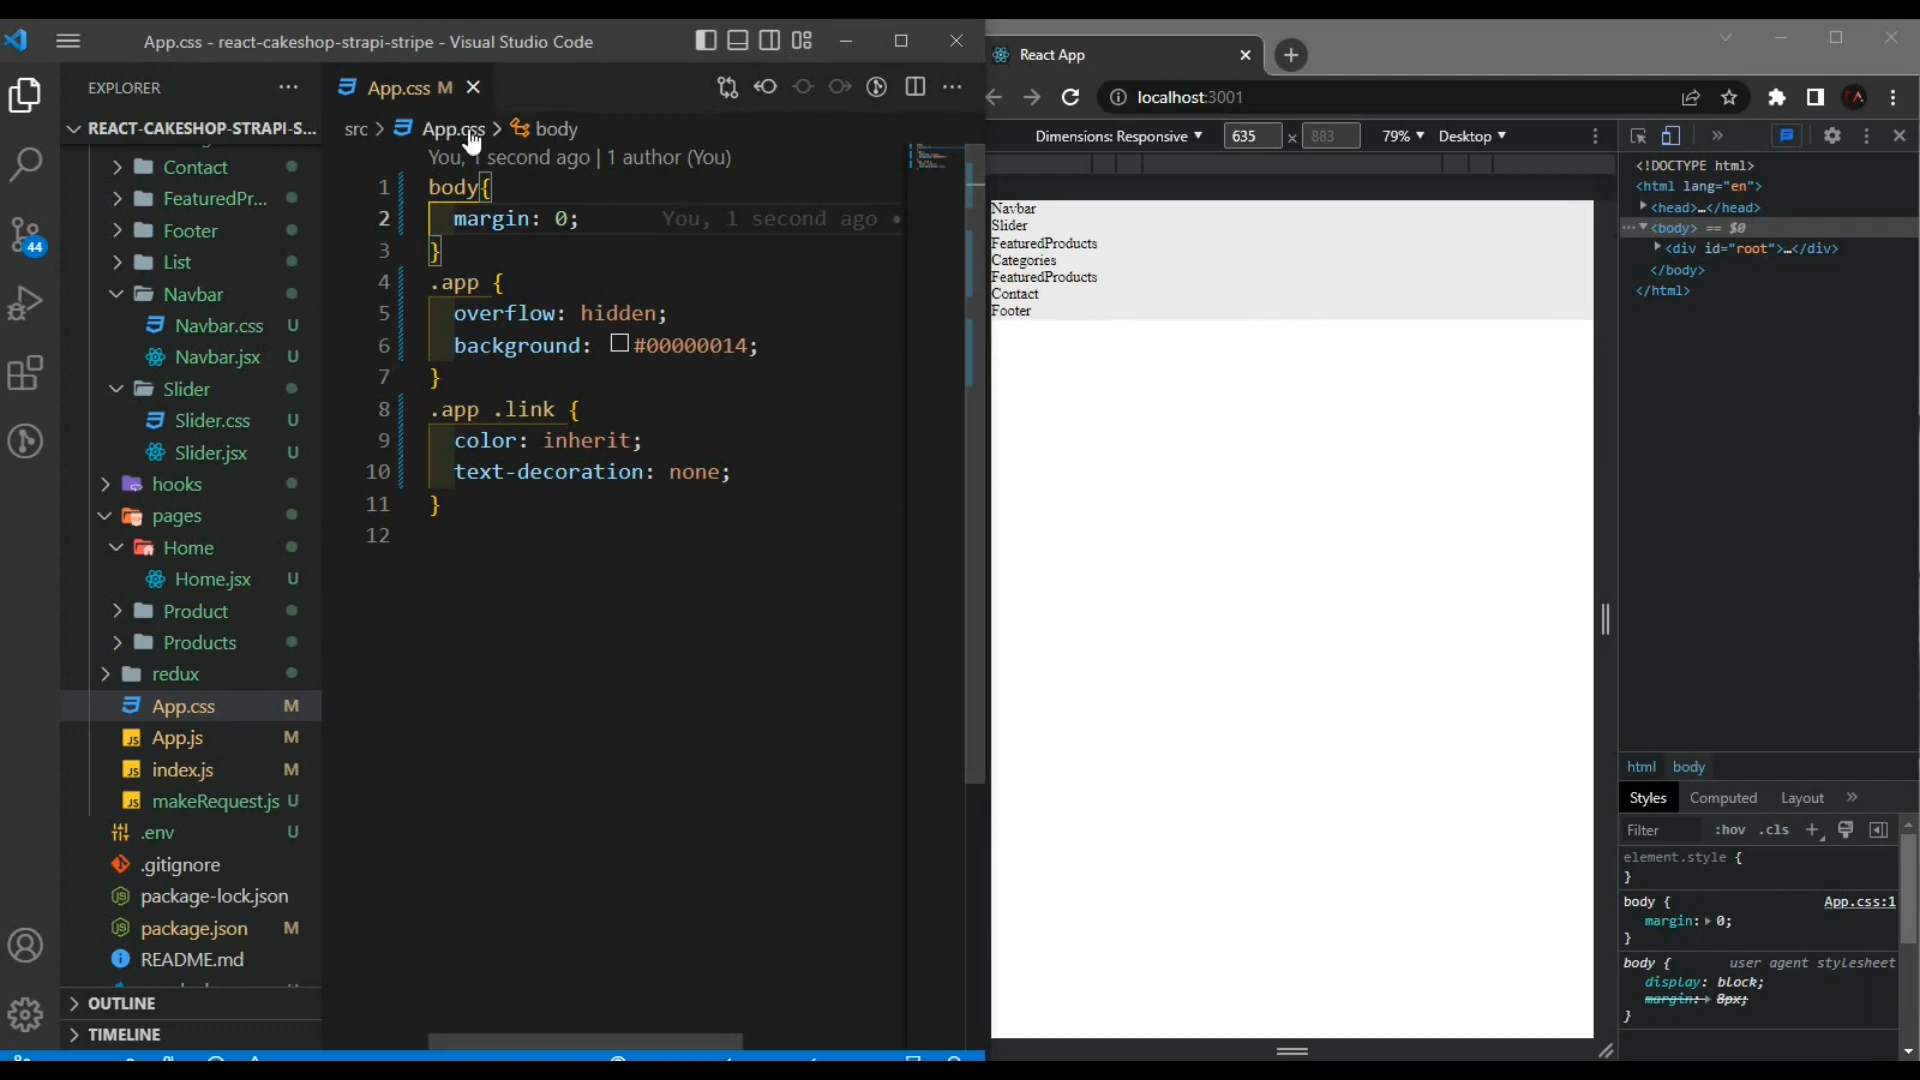 App.css - react-cakeshop-strapi-stripe - Visual Studio Code
EXPLORER
REACT-CAKESHOP-STRAPI-S...
Contact
FeaturedPr...
Footer
List
Navbar
Navbar.css U
Navbar.jsx U
Slider
Slider.css U
Slider.jsx U
hooks
pages
Home
Home.jsx U
Product
Products
redux
App.css M
App.js M
index.js M
makeRequest.js U
.env U
.gitignore
package-lock.json
package.json M
README.md
OUTLINE
TIMELINE
44
App.css M
src > App.css > body
You, 1 second ago | 1 author (You)
1 body{
2 margin: 0; You, 1 second ago •
3 }
4 .app {
5 overflow: hidden;
6 background: #00000014;
7 }
8 .app .link {
9 color: inherit;
10 text-decoration: none;
11 }
12
React App
localhost:3001
Dimensions: Responsive 635 x 883 79% Desktop
Navbar
Slider
FeaturedProducts
Categories
FeaturedProducts
Contact
Footer
<!DOCTYPE html>
<html lang="en">
<head>…</head>
<body> == $0
<div id="root">…</div>
</body>
</html>
html body
Styles Computed Layout
Filter :hov .cls
element.style {
}
body { App.css:1
margin: 0;
}
body { user agent stylesheet
display: block;
margin: 8px;
}